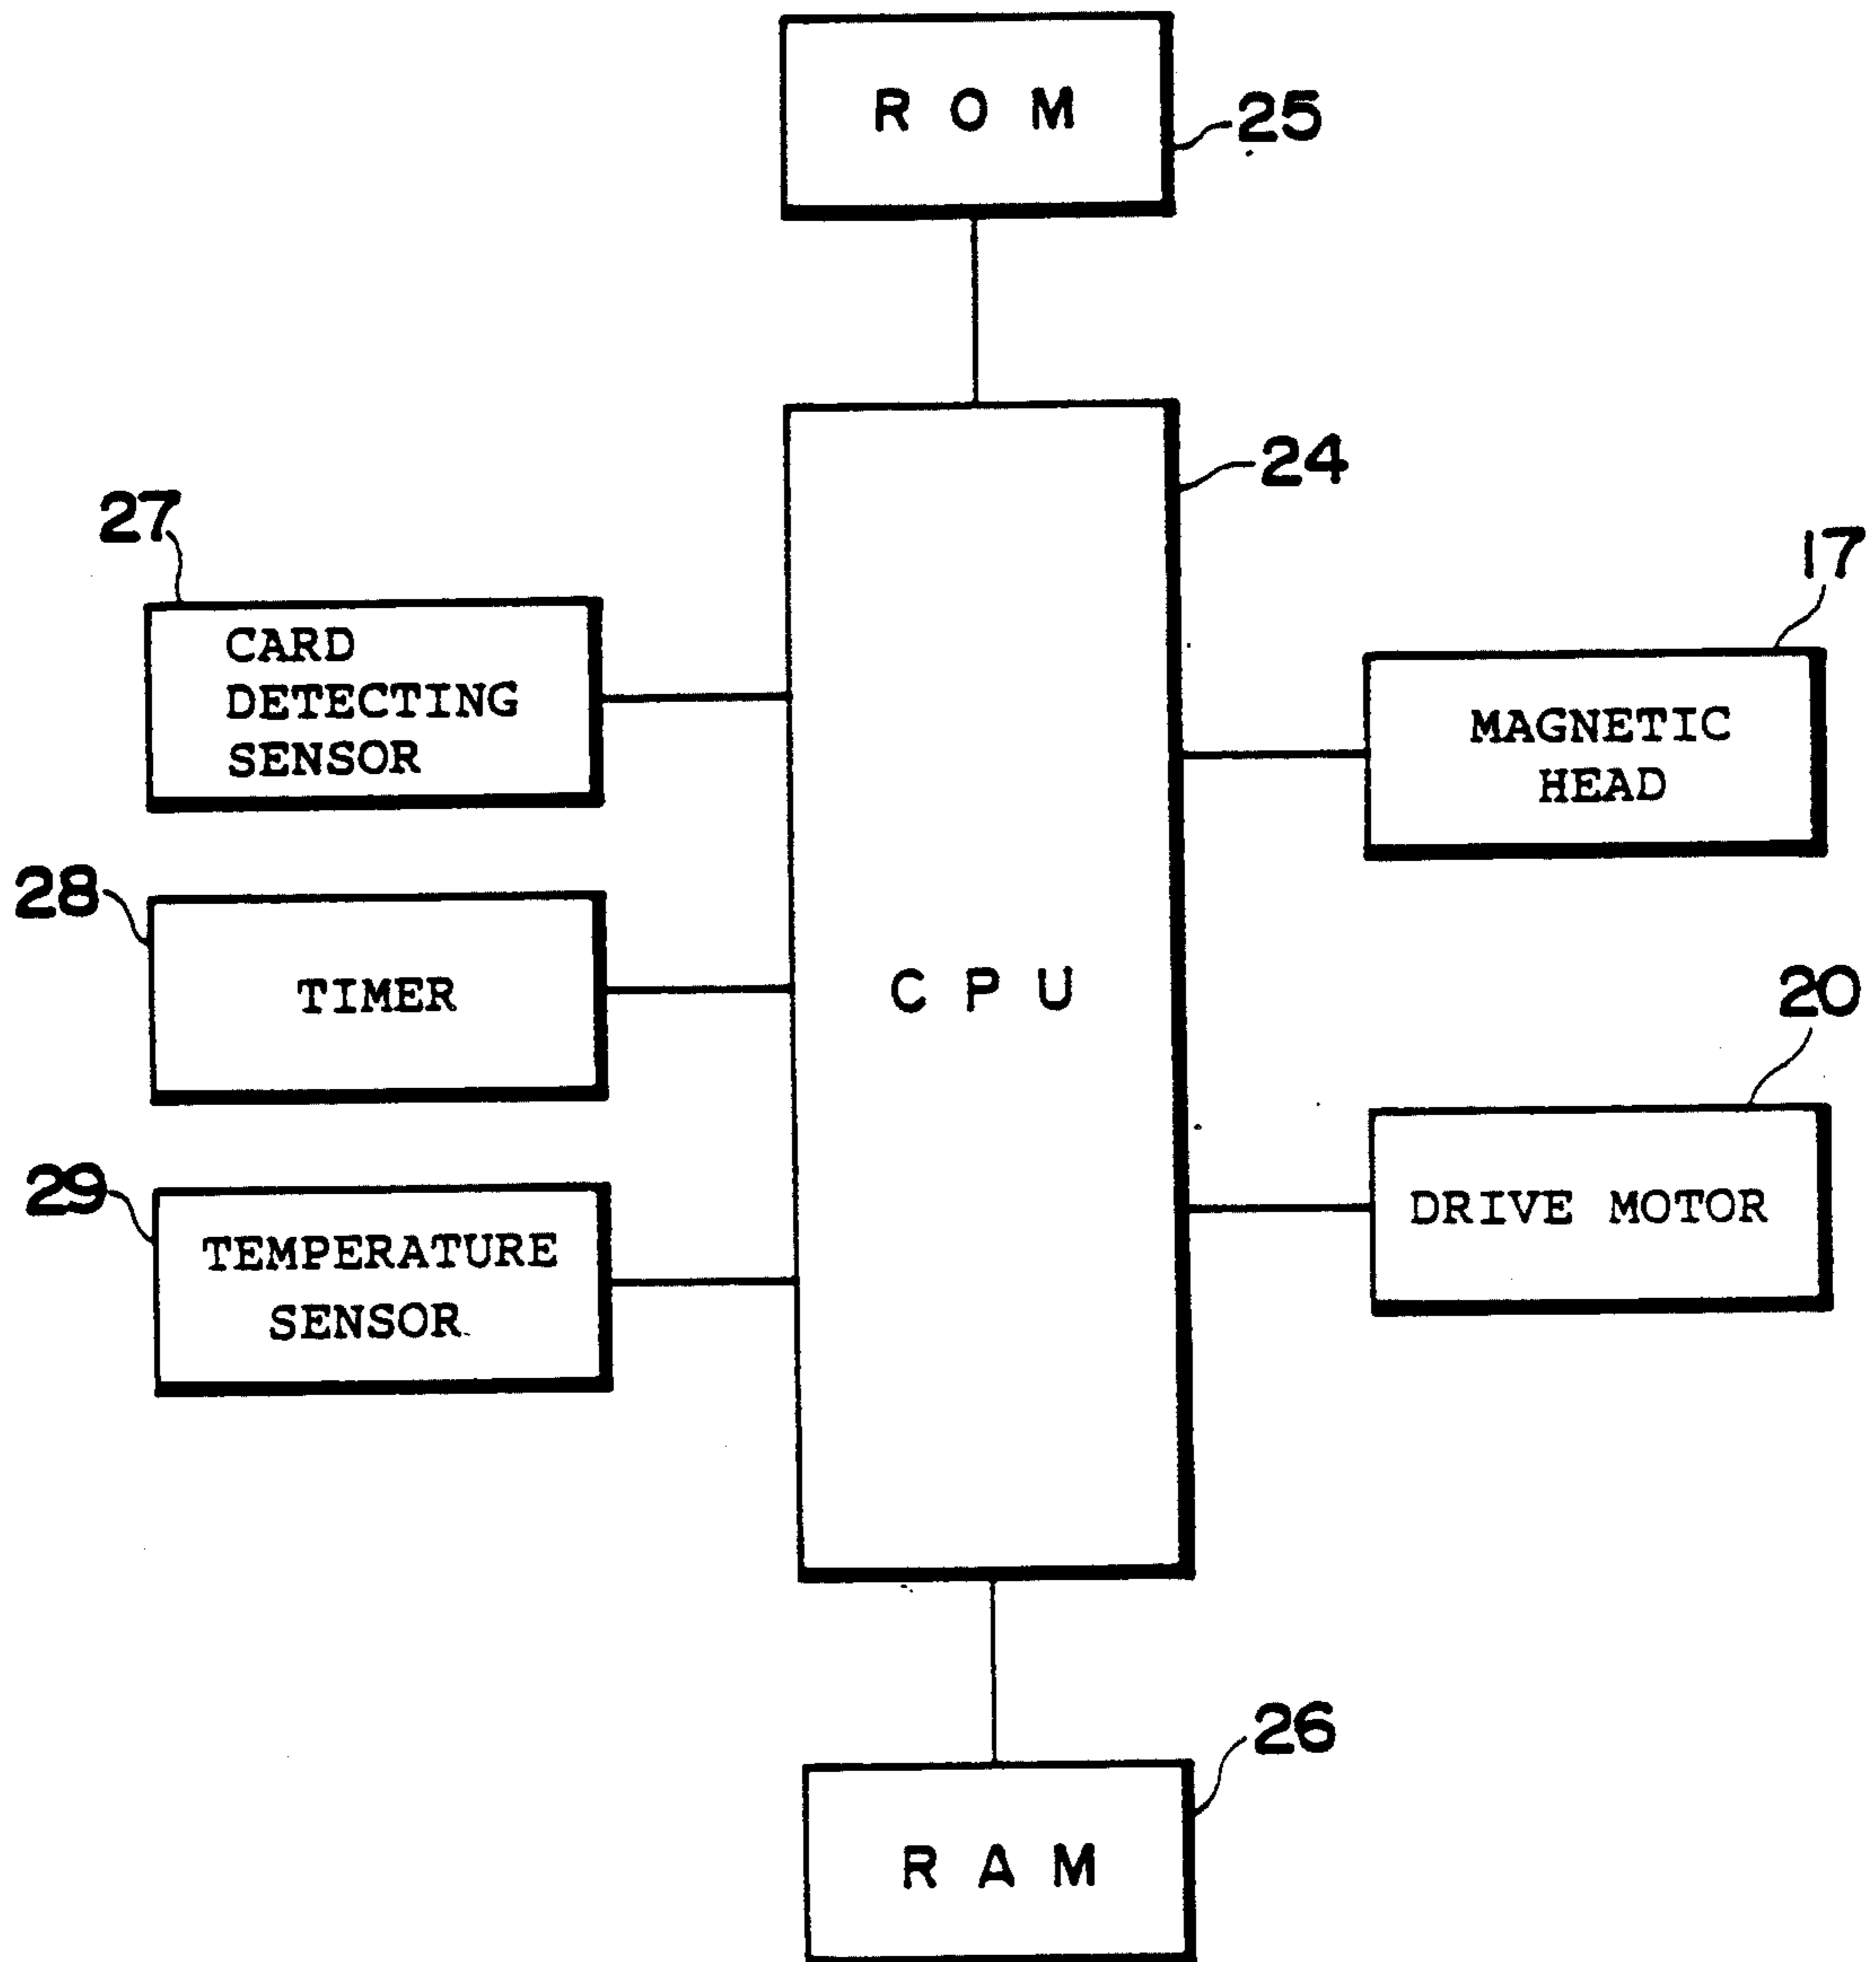 R O M
25
24
27
17
CARD
DETECTING
SENSOR
MAGNETIC
HEAD
28
TIMER
C P U
20
29
DRIVE MOTOR
TEMPERATURE
SENSOR
26
R A M